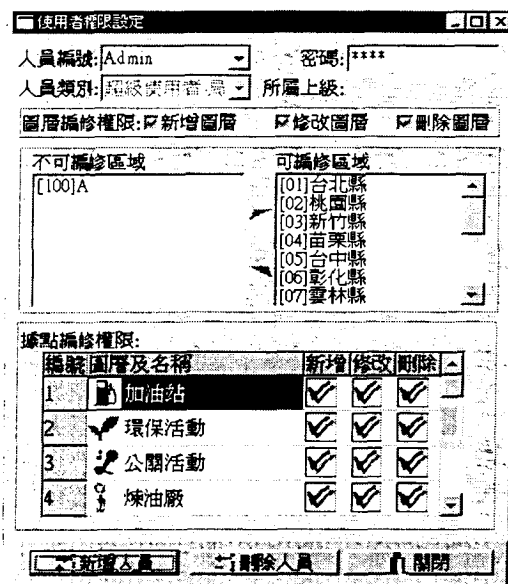 使用者權限設定
人員編號:Admin 密碼:****
人員類別:超級使用者 所屬上級:
圖層編修權限: 新增圖層 修改圖層 刪除圖層
不可編修區域 可編修區域
[100]A
[01]台北縣
[02]桃園縣
[03]新竹縣
[04]苗栗縣
[05]台中縣
[06]彰化縣
[07]雲林縣
據點編修權限:
編號 圖層及名稱 新增 修改 刪除
1 加油站
2 環保活動
3 公關活動
4 煉油廠
新增人員 刪除人員 關閉